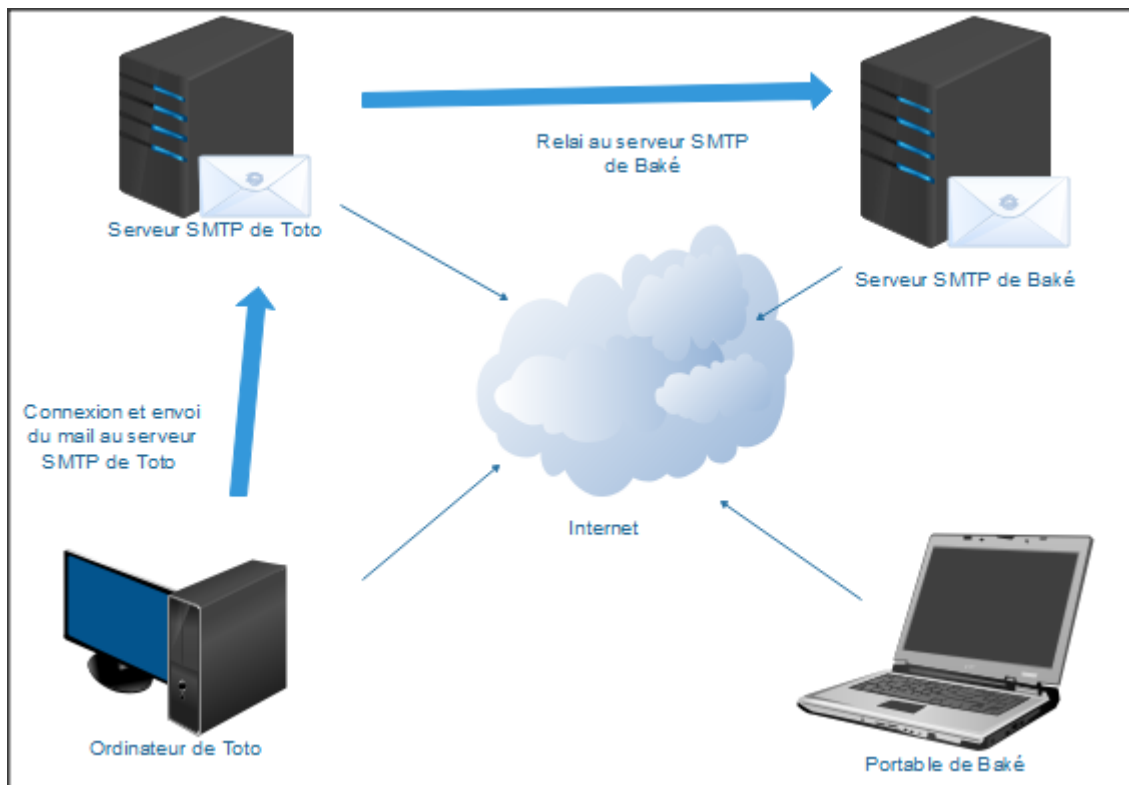 Relai au serveur SMTP
de Baké
Serveur SMTP de Toto
Serveur SMTP de Baké
Connexion et envoi
du mail au serveur
SMTP de Toto
Internet
Ordinateur de Toto
Portable de Baké